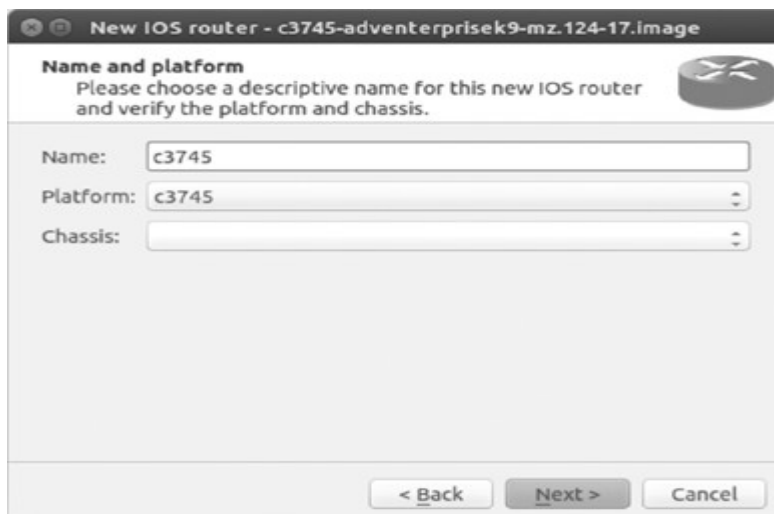 New IOS router - c3745-adventerprisek9-mz.124-17.image
Name and platform
Please choose a descriptive name for this new IOS router
and verify the platform and chassis.
Name: c3745
Platform: c3745
Chassis:
< Back Next > Cancel